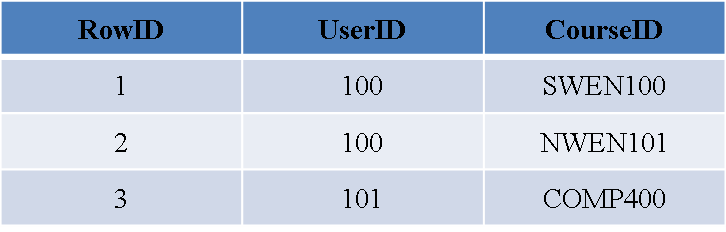 RowID UserID CourseID
1 100 SWEN100
2 100 NWEN101
3 101 COMP400